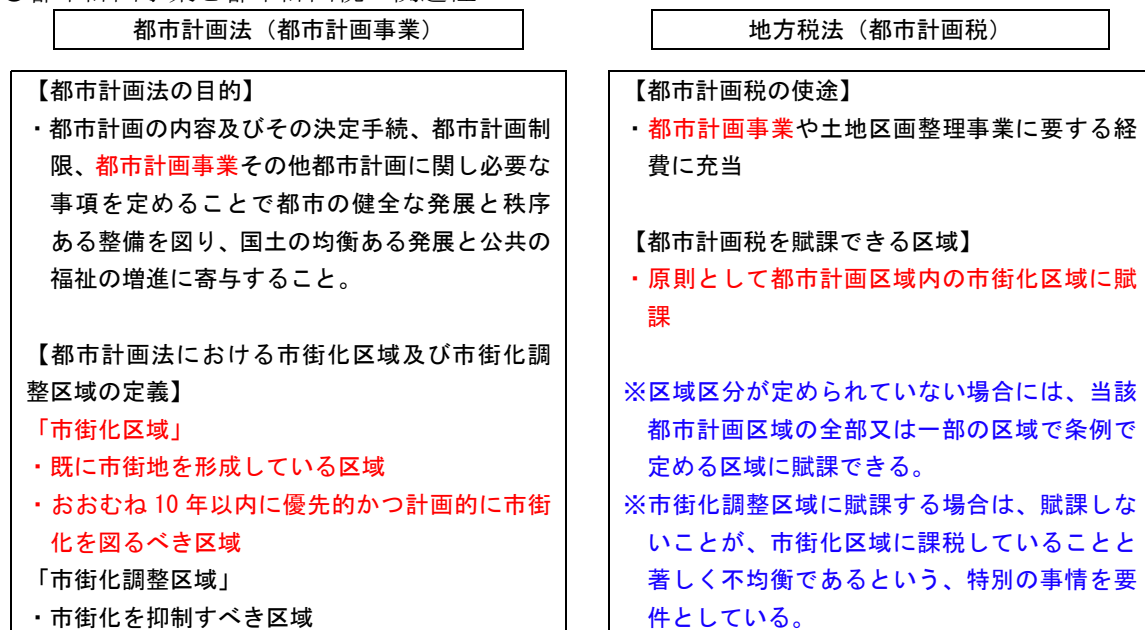 都市計画法（都市計画事業）
【都市計画法の目的】
・都市計画の内容及びその決定手続、都市計画制
限、都市計画事業その他都市計画に関し必要な
事項を定めることで都市の健全な発展と秩序
ある整備を図り、国土の均衡ある発展と公共の
福祉の増進に寄与すること。
【都市計画法における市街化区域及び市街化調
整区域の定義】
「市街化区域」
・既に市街地を形成している区域
・おおむね 10 年以内に優先的かつ計画的に市街
化を図るべき区域
「市街化調整区域」
・市街化を抑制すべき区域
地方税法（都市計画税）
【都市計画税の使途】
・都市計画事業や土地区画整理事業に要する経
費に充当
【都市計画税を賦課できる区域】
・原則として都市計画区域内の市街化区域に賦
課
※区域区分が定められていない場合には、当該
都市計画区域の全部又は一部の区域で条例で
定める区域に賦課できる。
※市街化調整区域に賦課する場合は、賦課しな
いことが、市街化区域に課税していることと
著しく不均衡であるという、特別の事情を要
件としている。